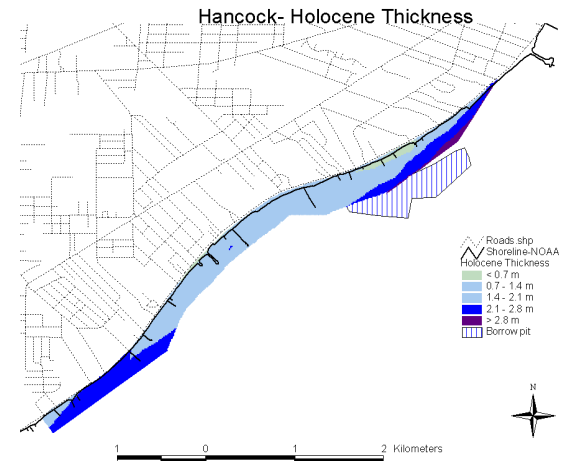 Hancock- Holocene Thickness
Roads.shp
Shoreline-NOAA
Holocene Thickness
< 0.7 m
0.7 - 1.4 m
1.4 - 2.1 m
2.1 - 2.8 m
> 2.8 m
Borrow pit
N
1 0 1 2 Kilometers